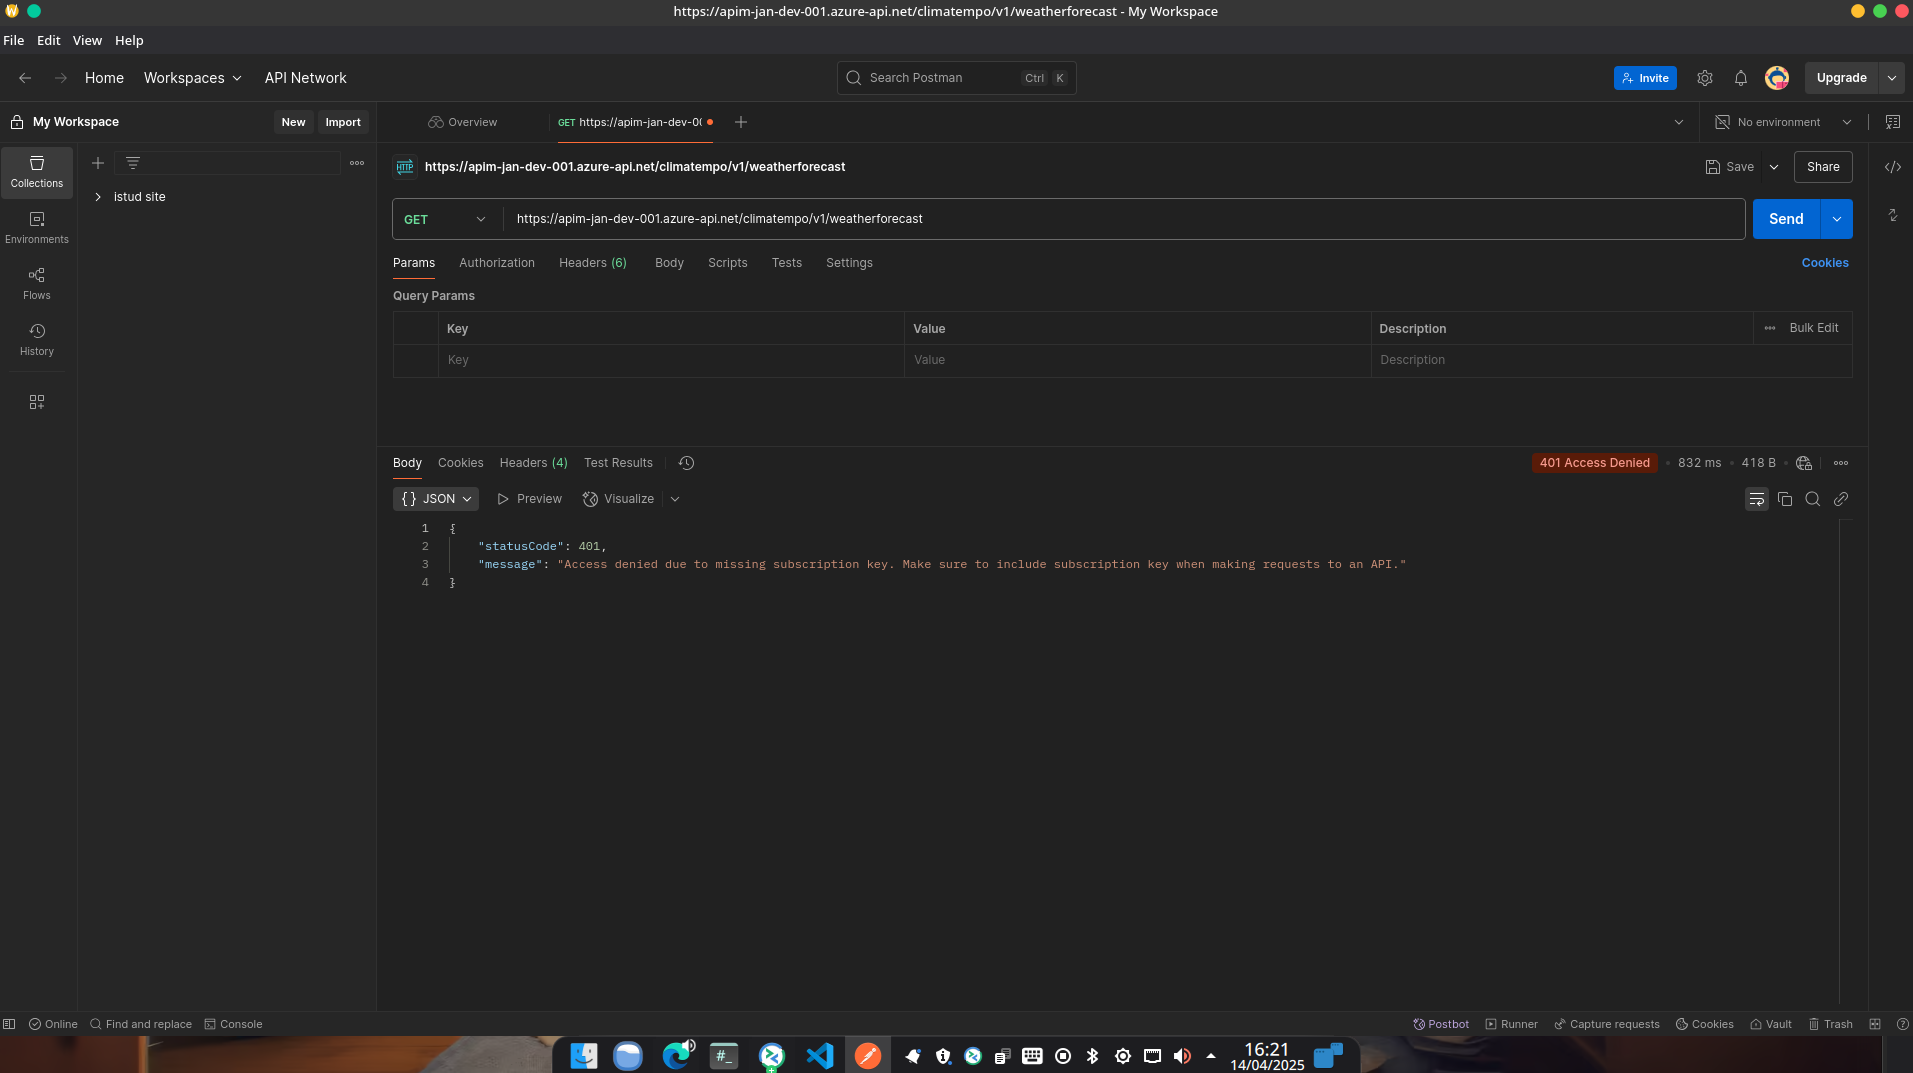 https://apim-jan-dev-001.azure-api.net/climatempo/v1/weatherforecast - My Workspace
File Edit View Help
Home Workspaces API Network Search Postman Ctrl K Invite Upgrade
My Workspace New Import Overview GET https://apim-jan-dev-00 No environment
Collections
istud site
Environments
Flows
History
https://apim-jan-dev-001.azure-api.net/climatempo/v1/weatherforecast Save Share
GET https://apim-jan-dev-001.azure-api.net/climatempo/v1/weatherforecast Send
Params Authorization Headers (6) Body Scripts Tests Settings Cookies
Query Params
Key Value Description Bulk Edit
Key Value Description
Body Cookies Headers (4) Test Results 401 Access Denied 832 ms 418 B
{ } JSON Preview Visualize
1 {
2 "statusCode": 401,
3 "message": "Access denied due to missing subscription key. Make sure to include subscription key when making requests to an API."
4 }
Online Find and replace Console Postbot Runner Capture requests Cookies Vault Trash
#_ 16:21
14/04/2025